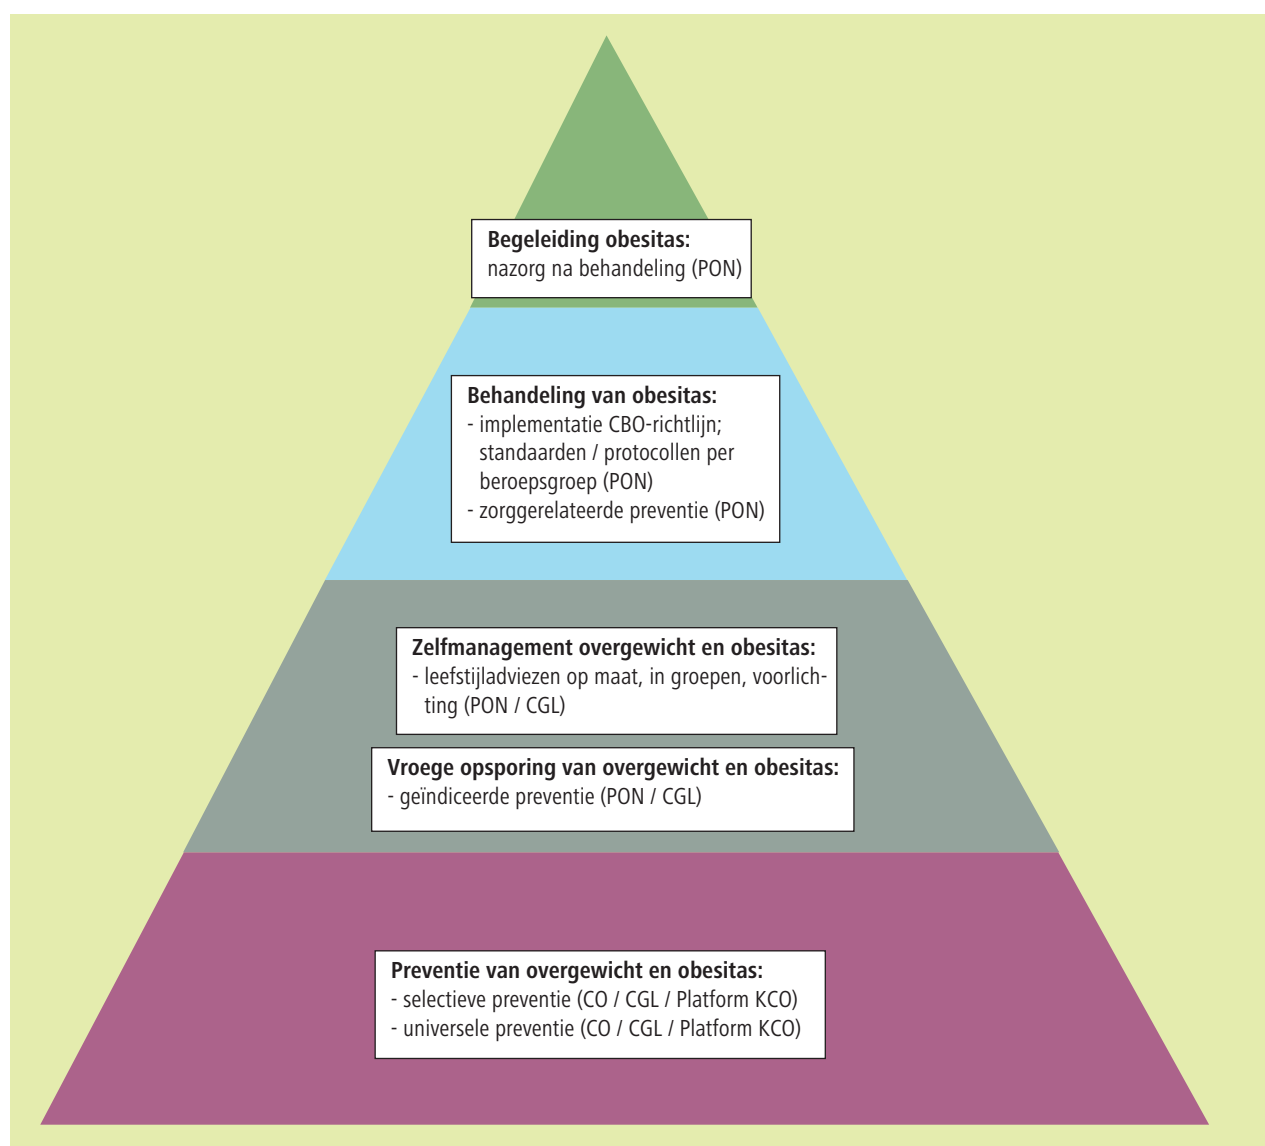 Begeleiding obesitas:
nazorg na behandeling (PON)
Behandeling van obesitas:
- implementatie CBO-richtlijn;
standaarden / protocollen per
beroepsgroep (PON)
- zorggerelateerde preventie (PON)
Zelfmanagement overgewicht en obesitas:
- leefstijladviezen op maat, in groepen, voorlich-
ting (PON / CGL)
Vroege opsporing van overgewicht en obesitas:
- geïndiceerde preventie (PON / CGL)
Preventie van overgewicht en obesitas:
- selectieve preventie (CO / CGL / Platform KCO)
- universele preventie (CO / CGL / Platform KCO)